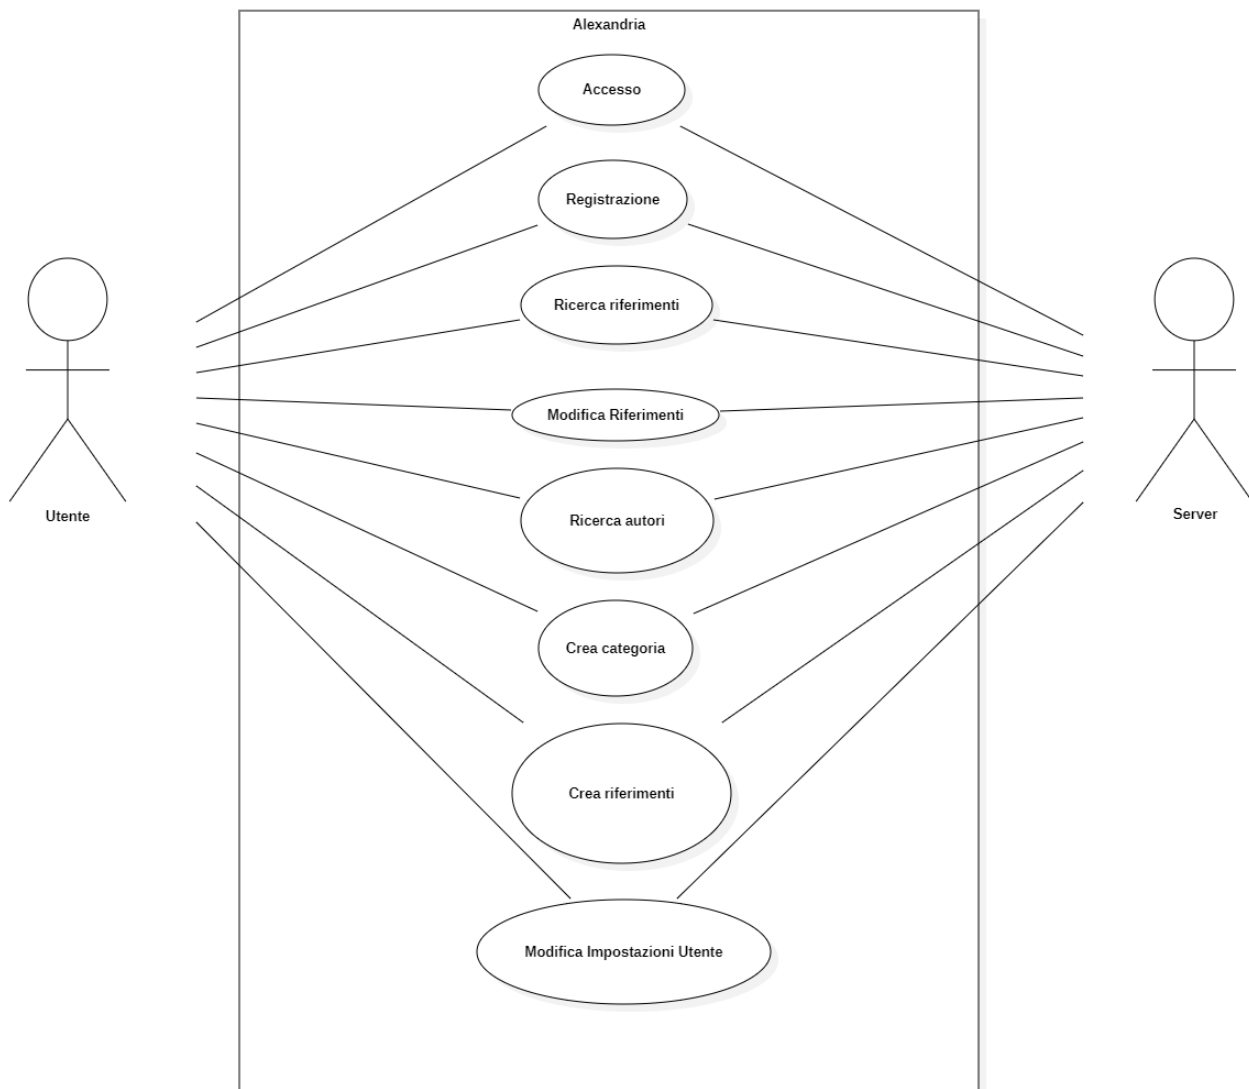 Alexandria
Accesso
Registrazione
Ricerca riferimenti
Modifica Riferimenti
Ricerca autori
Utente
Server
Crea categoria
Crea riferimenti
Modifica Impostazioni Utente